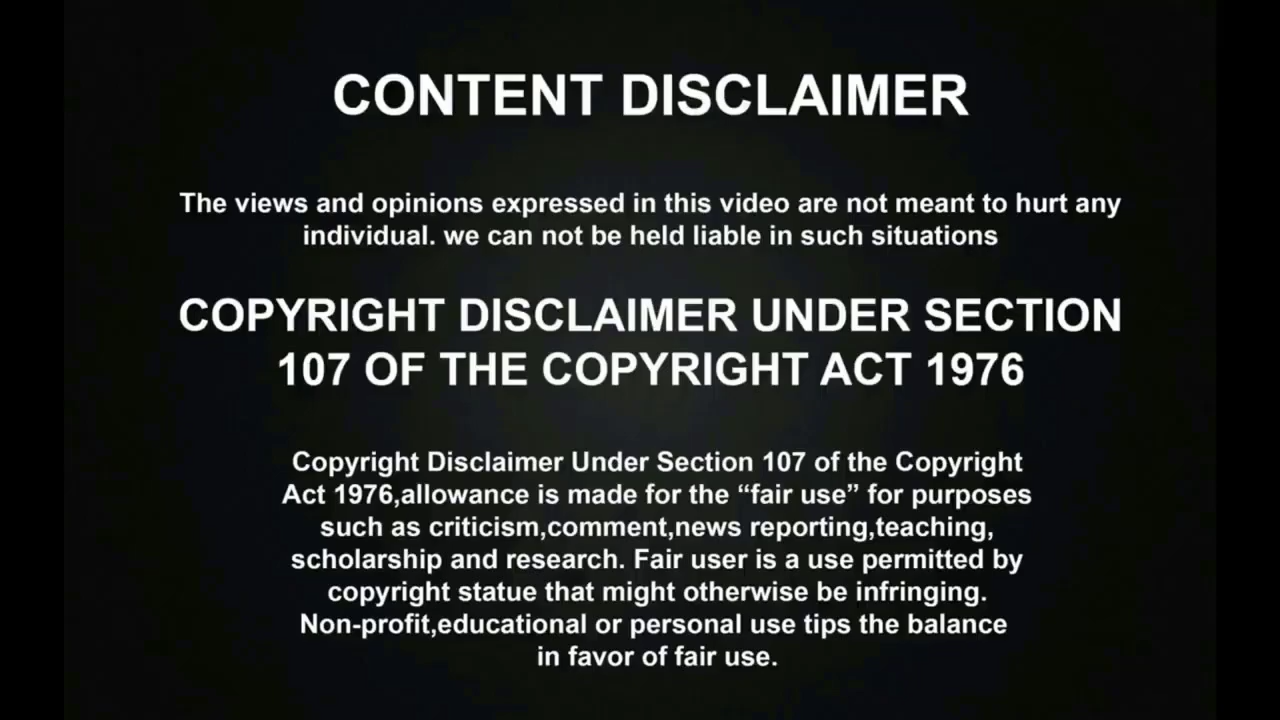 CONTENT DISCLAIMER
The views and opinions expressed in this video are not meant to hurt any
individual. we can not be held liable in such situations
COPYRIGHT DISCLAIMER UNDER SECTION
107 OF THE COPYRIGHT ACT 1976
Copyright Disclaimer Under Section 107 of the Copyright
Act 1976,allowance is made for the “fair use” for purposes
such as criticism,comment,news reporting,teaching,
scholarship and research. Fair user is a use permitted by
copyright statue that might otherwise be infringing.
Non-profit,educational or personal use tips the balance
in favor of fair use.